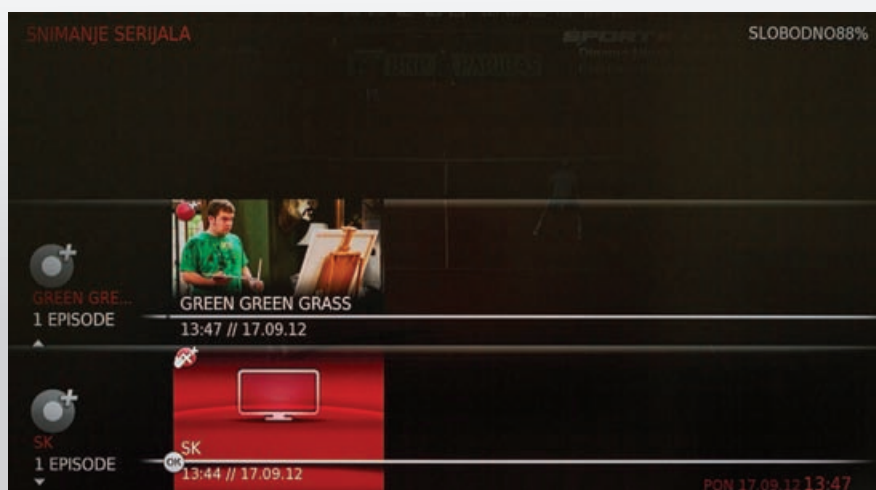 SNIMANJE SERIJALA
SLOBODNO88%
GREEN GRE...
1 EPISODE
GREEN GREEN GRASS
13:47 // 17.09.12
SK
1 EPISODE
OK
SK
13:44 // 17.09.12
PON 17.09.12 13:47